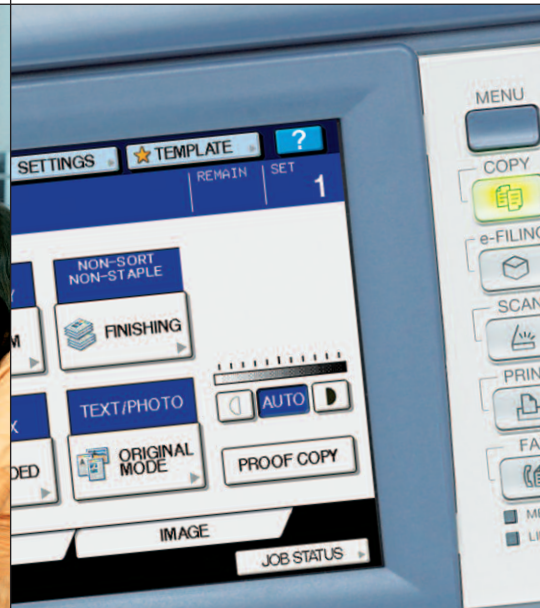 SETTINGS
TEMPLATE
?
REMAIN
SET
1
NON-SORT
NON-STAPLE
FINISHING
TEXT/PHOTO
ORIGINAL
MODE
AUTO
PROOF COPY
IMAGE
JOB STATUS
MENU
COPY
e-FILING
SCAN